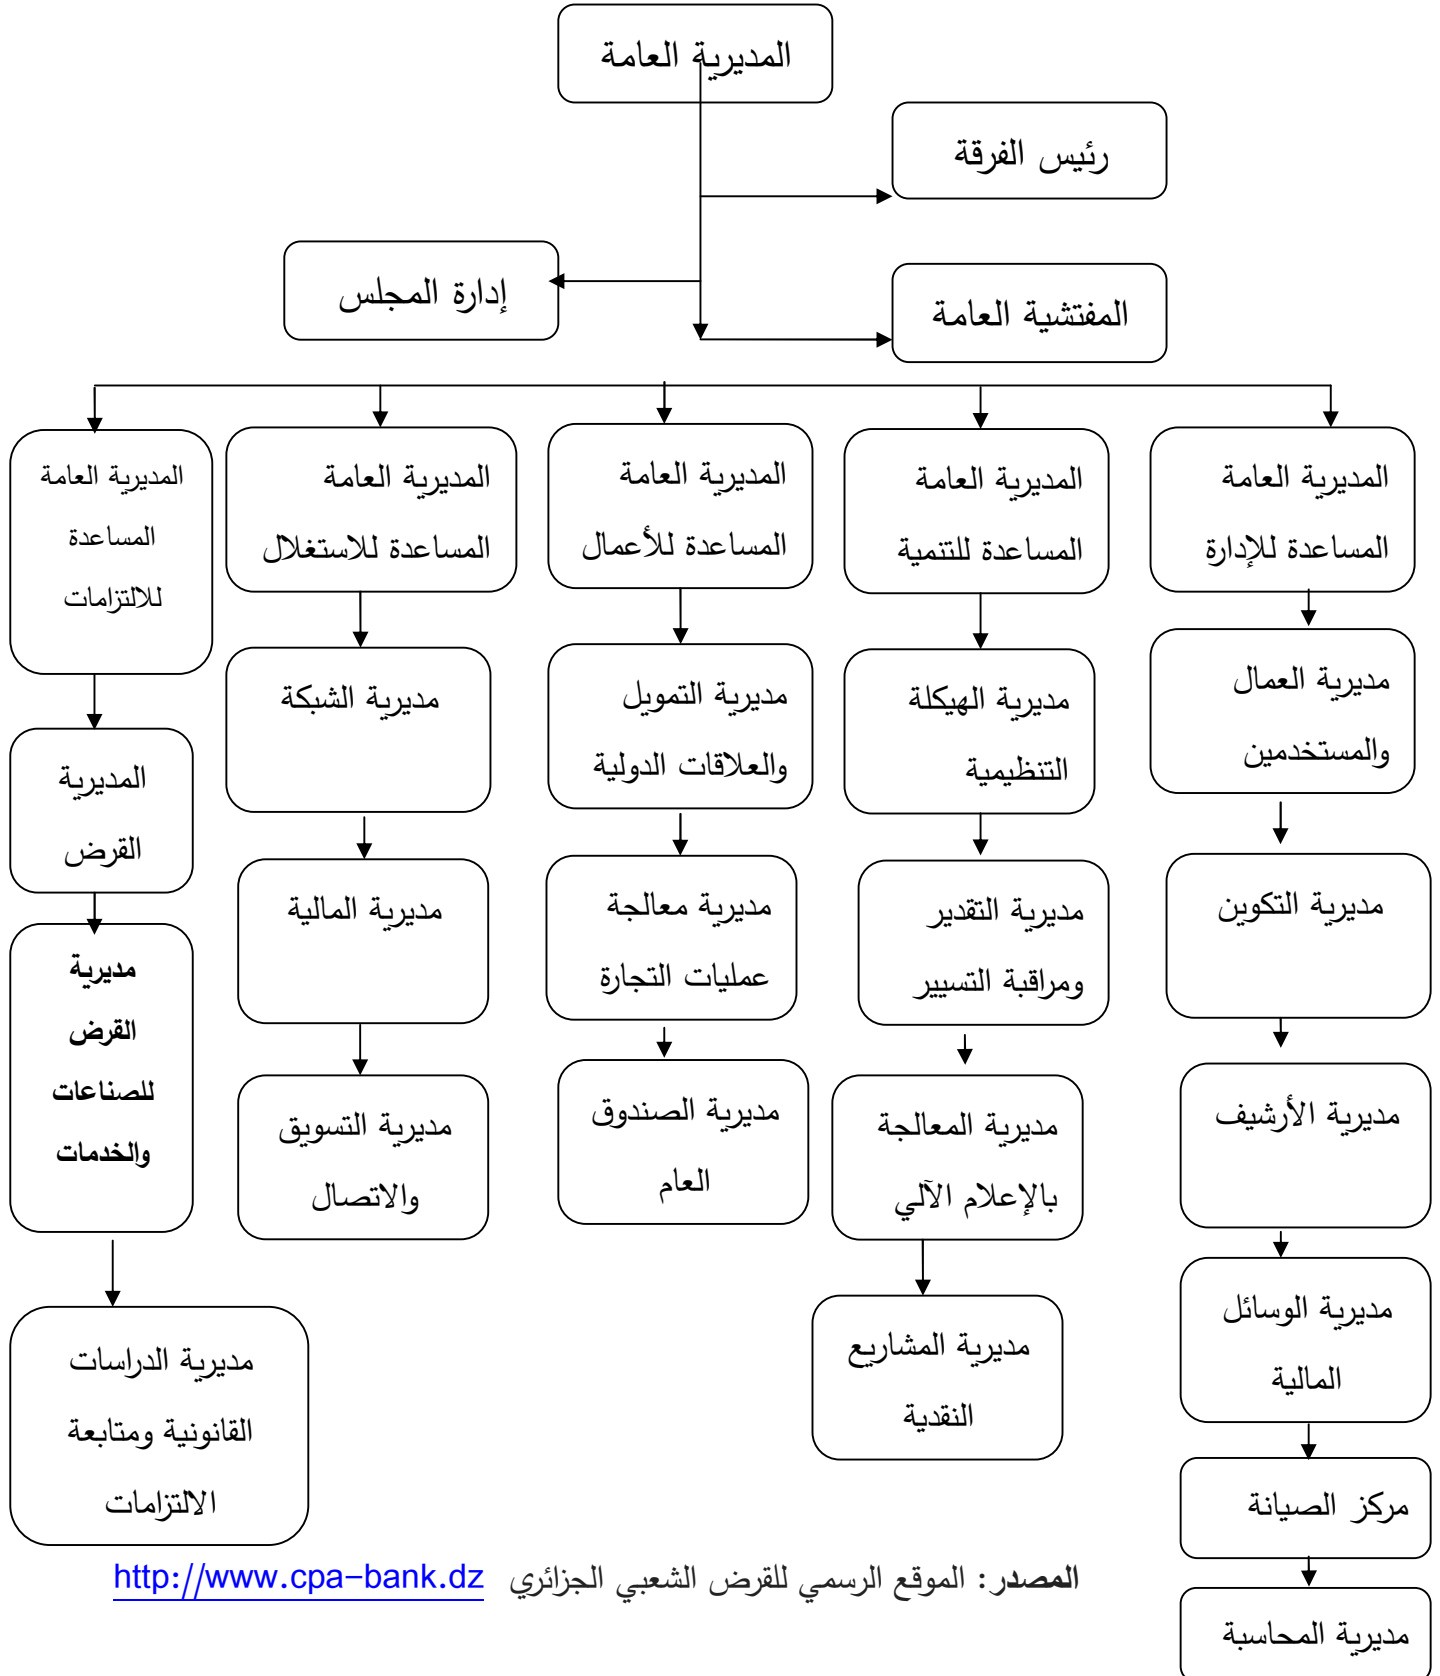 المديرية العامة
رئيس الفرقة
إدارة المجلس
المفتشية العامة
المديرية العامة
المساعدة للإدارة
المديرية العامة
المساعدة للتنمية
المديرية العامة
المساعدة للأعمال
المديرية العامة
المساعدة للاستغلال
المديرية العامة
المساعدة
للالتزامات
مديرية العمال
والمستخدمين
مديرية الهيكلة
التنظيمية
مديرية التمويل
والعلاقات الدولية
مديرية الشبكة
المديرية
القرض
مديرية التكوين
مديرية التقدير
ومراقبة التسيير
مديرية معالجة
عمليات التجارة
مديرية المالية
مديرية
القرض
للصناعات
والخدمات
مديرية الأرشيف
مديرية المعالجة
بالإعلام الآلي
مديرية الصندوق
العام
مديرية التسويق
والاتصال
مديرية الوسائل
المالية
مديرية المشاريع
النقدية
مديرية الدراسات
القانونية ومتابعة
الالتزامات
مركز الصيانة
المصدر: الموقع الرسمي للقرض الشعبي الجزائري http://www.cpa-bank.dz
مديرية المحاسبة